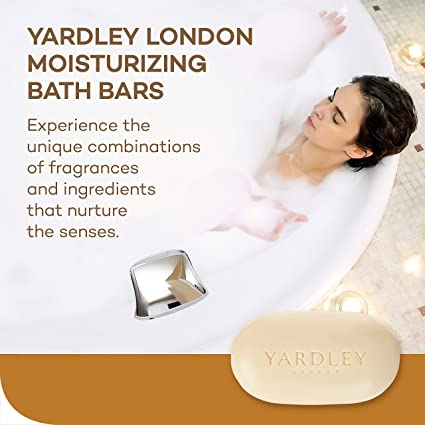 YARDLEY LONDON
MOISTURIZING
BATH BARS
Experience the
unique combinations
of fragrances
and ingredients
that nurture
the senses.
YARDLEY
LONDON